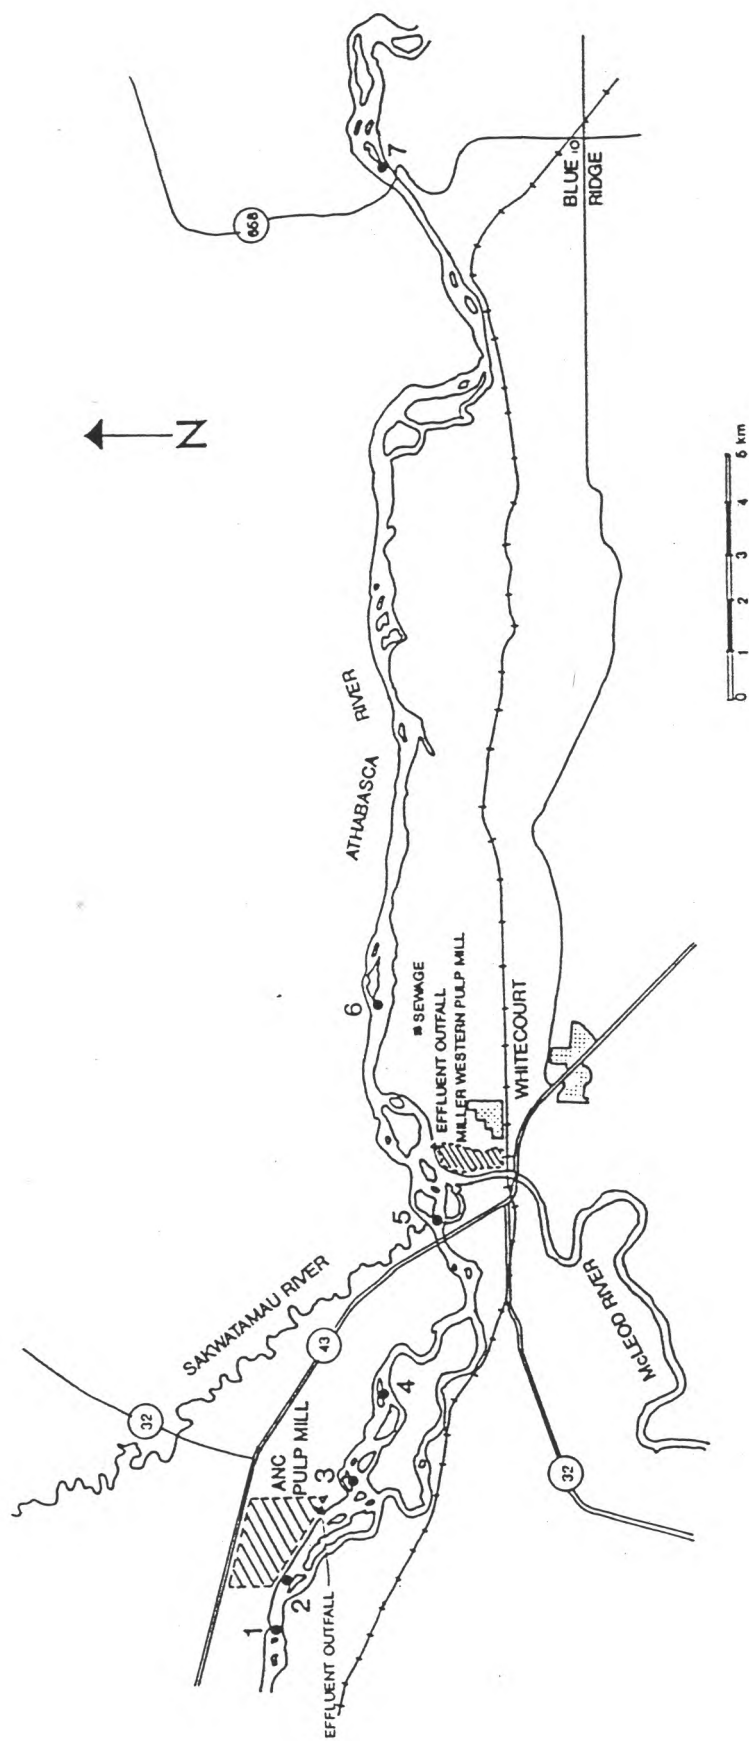 658
7
BLUE
RIDGE
N
0 1 2 3 4 5 km
ATHABASCA RIVER
6
SEWAGE
EFFLUENT OUTFALL
MILLER WESTERN PULP MILL
WHITECOURT
5
SAKWATAMAU RIVER
43
32
McLEOD RIVER
4
ANC
PULP MILL
3
32
2
1
EFFLUENT OUTFALL